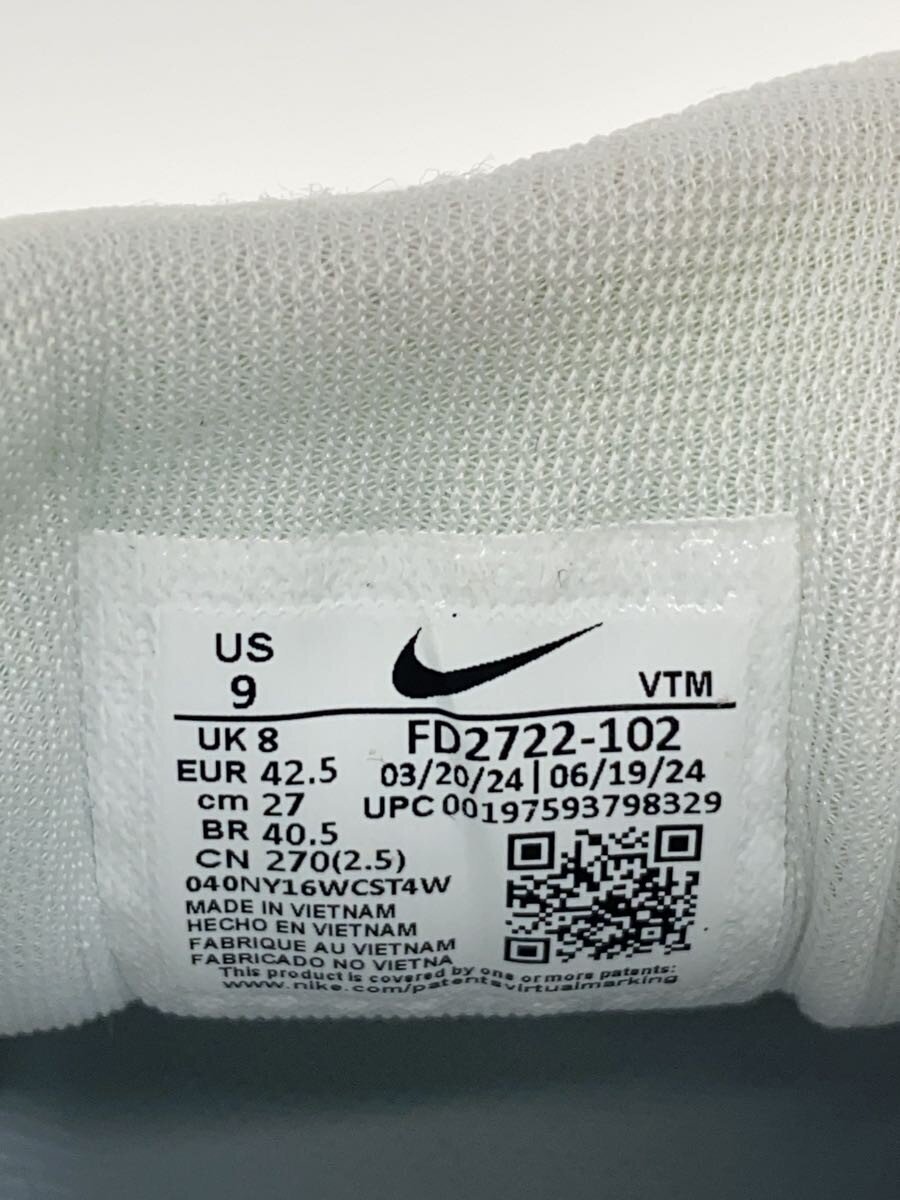 US
9
VTM
UK 8
EUR 42.5
cm 27
BR 40.5
CN 270(2.5)
040NY16WCST4W
MADE IN VIETNAM
HECHO EN VIETNAM
FABRIQUE AU VIETNAM
FABRICADO NO VIETNA
FD2722-102
03/20/24 | 06/19/24
UPC 00197593798329
This product is covered by one or more patents:
www.nike.com/patentsvirtualmarking